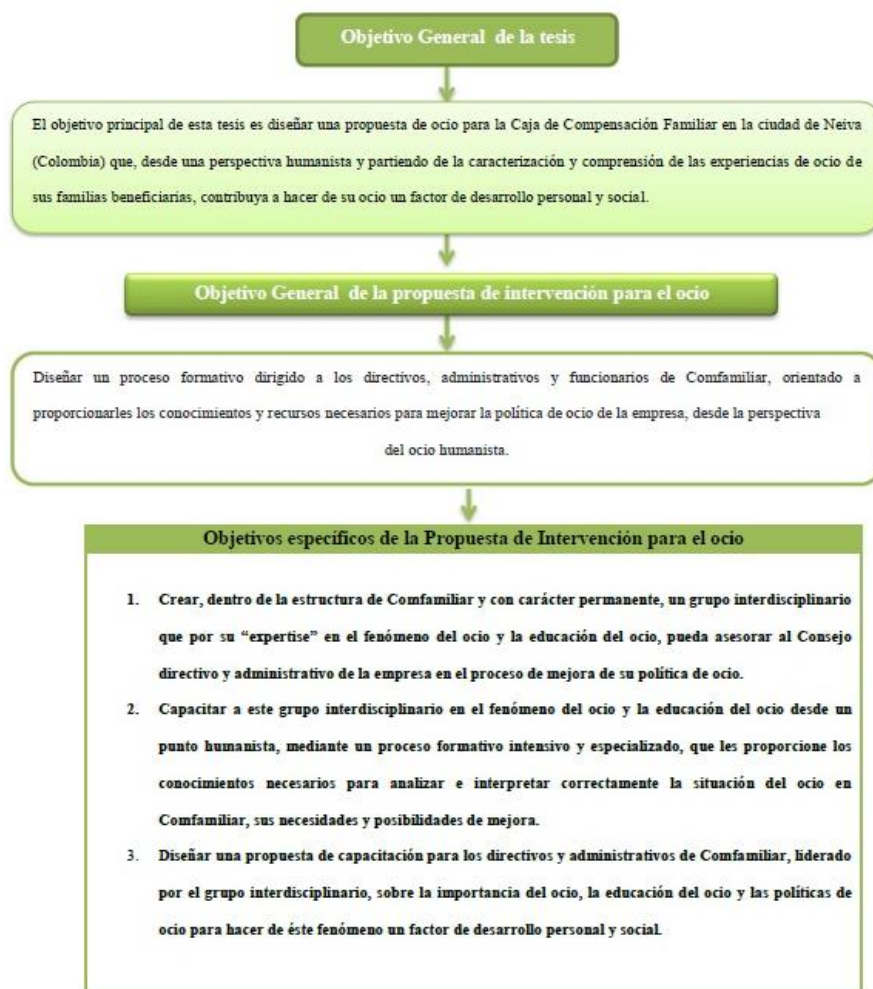 Objetivo General de la tesis
El objetivo principal de esta tesis es diseñar una propuesta de ocio para la Caja de Compensación Familiar en la ciudad de Neiva
(Colombia) que, desde una perspectiva humanista y partiendo de la caracterización y comprensión de las experiencias de ocio de
sus familias beneficiarias, contribuya a hacer de su ocio un factor de desarrollo personal y social.
Objetivo General de la propuesta de intervención para el ocio
Diseñar un proceso formativo dirigido a los directivos, administrativos y funcionarios de Comfamiliar, orientado a
proporcionarles los conocimientos y recursos necesarios para mejorar la política de ocio de la empresa, desde la perspectiva
del ocio humanista.
Objetivos específicos de la Propuesta de Intervención para el ocio
1. Crear, dentro de la estructura de Comfamiliar y con carácter permanente, un grupo interdisciplinario
que por su “expertise” en el fenómeno del ocio y la educación del ocio, pueda asesorar al Consejo
directivo y administrativo de la empresa en el proceso de mejora de su política de ocio.
2. Capacitar a este grupo interdisciplinario en el fenómeno del ocio y la educación del ocio desde un
punto humanista, mediante un proceso formativo intensivo y especializado, que les proporcione los
conocimientos necesarios para analizar e interpretar correctamente la situación del ocio en
Comfamiliar, sus necesidades y posibilidades de mejora.
3. Diseñar una propuesta de capacitación para los directivos y administrativos de Comfamiliar, liderado
por el grupo interdisciplinario, sobre la importancia del ocio, la educación del ocio y las políticas de
ocio para hacer de éste fenómeno un factor de desarrollo personal y social.